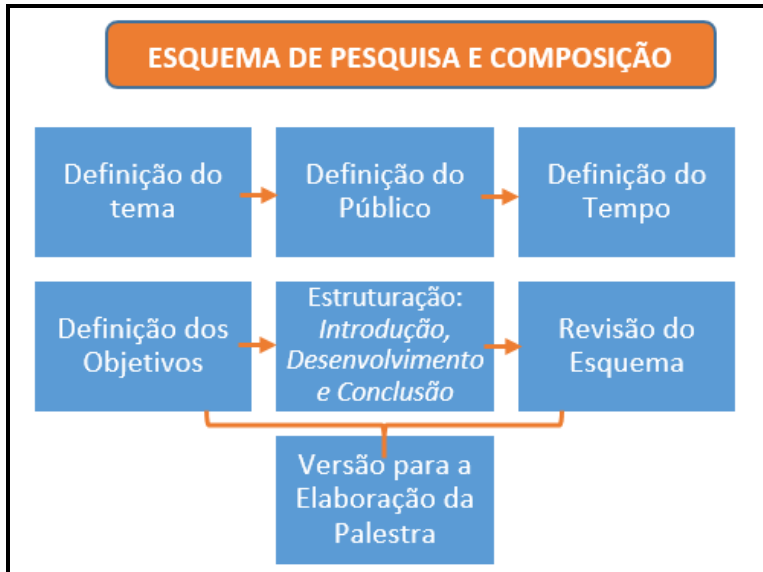 ESQUEMA DE PESQUISA E COMPOSIÇÃO
Definição do
tema
Definição do
Público
Definição do
Tempo
Definição dos
Objetivos
Estruturação:
Introdução,
Desenvolvimento
e Conclusão
Revisão do
Esquema
Versão para a
Elaboração da
Palestra